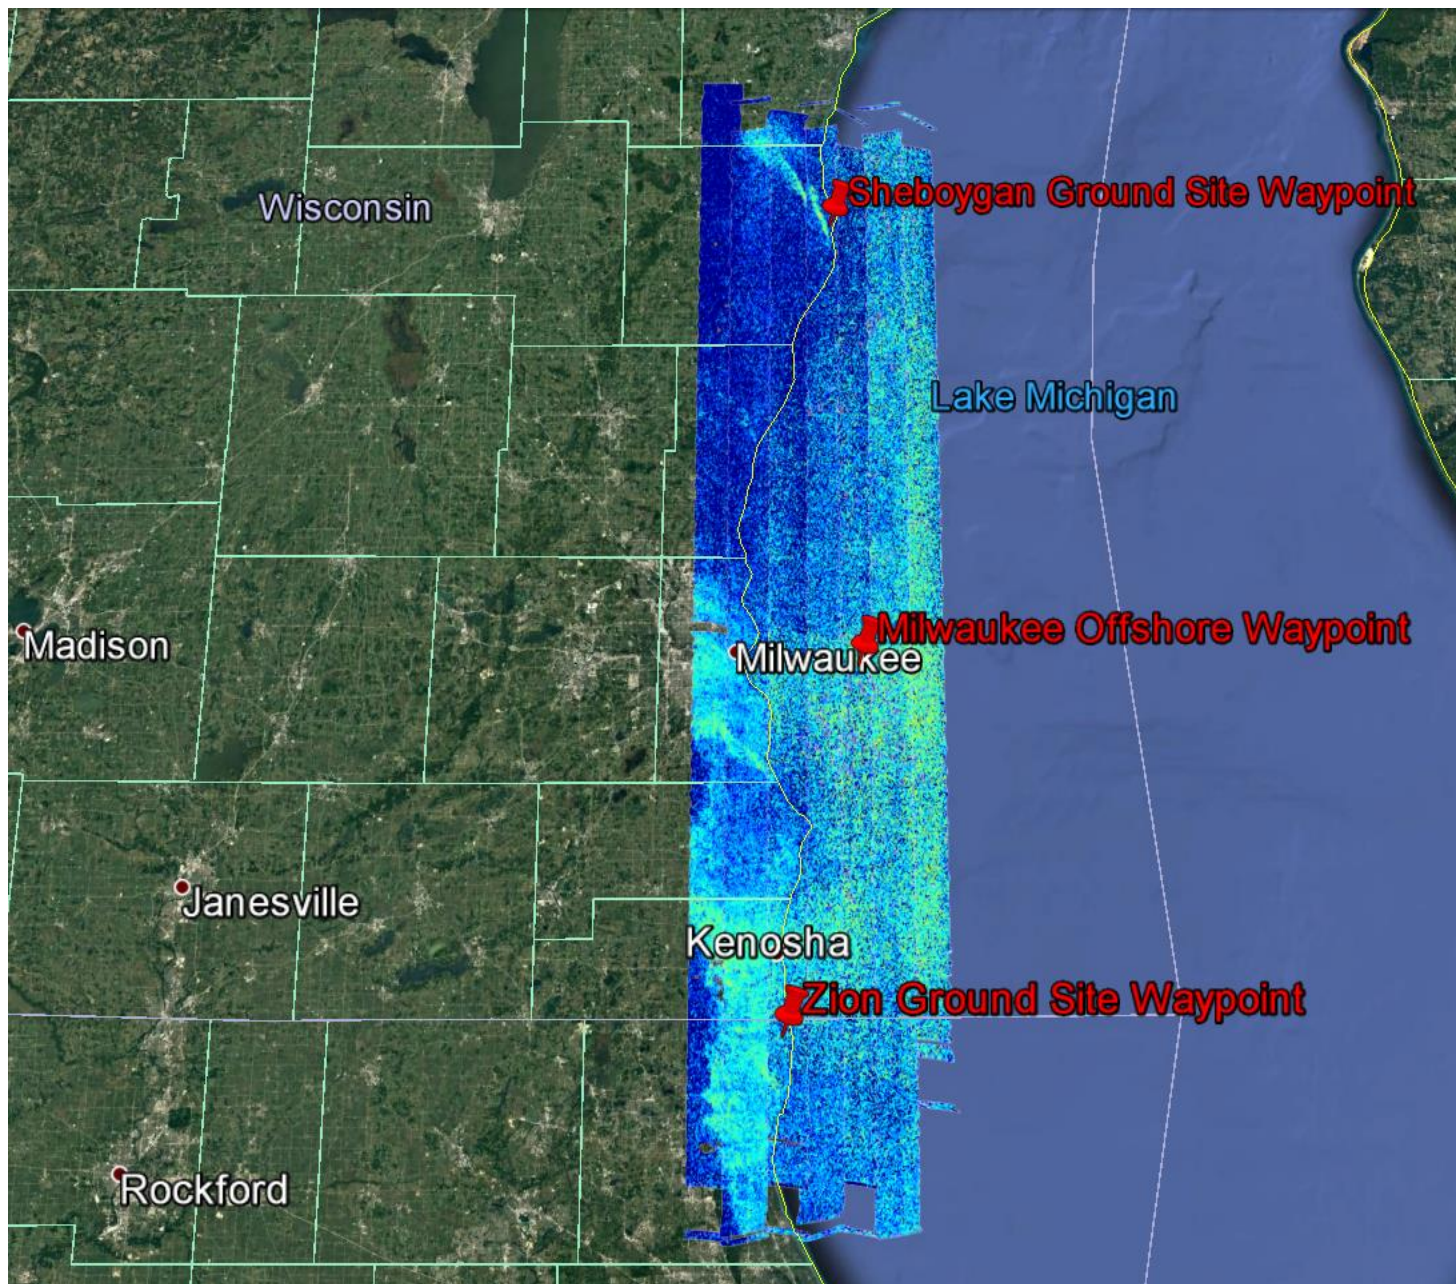 Sheboygan Ground Site Waypoint
Wisconsin
Lake Michigan
Milwaukee Offshore Waypoint
Madison
Milwaukee
Janesville
Kenosha
Zion Ground Site Waypoint
Rockford